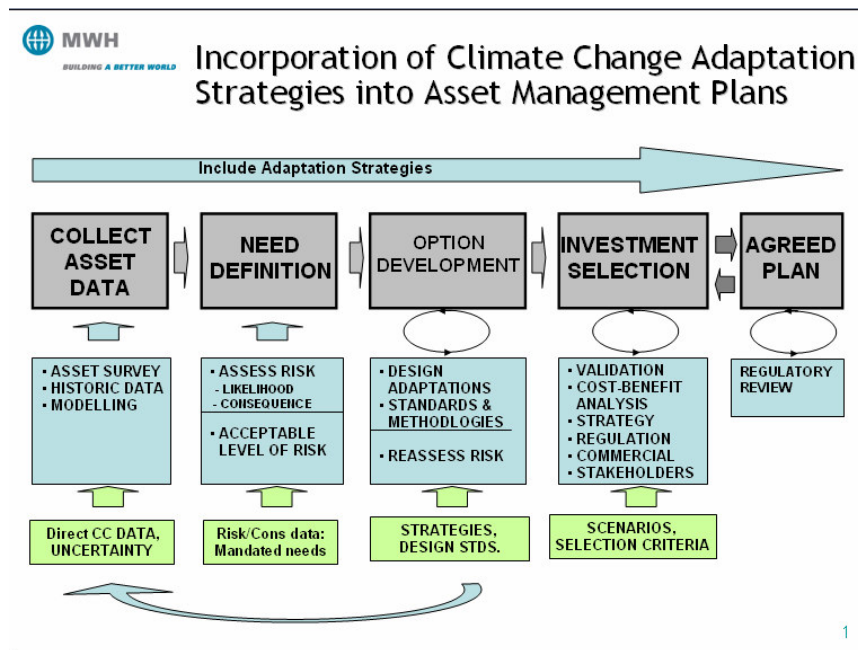 MWH
BUILDING A BETTER WORLD
Incorporation of Climate Change Adaptation
Strategies into Asset Management Plans
Include Adaptation Strategies
COLLECT
ASSET
DATA
NEED
DEFINITION
OPTION
DEVELOPMENT
INVESTMENT
SELECTION
AGREED
PLAN
▪ ASSET SURVEY
▪ HISTORIC DATA
▪ MODELLING
▪ ASSESS RISK
- LIKELIHOOD
- CONSEQUENCE
▪ ACCEPTABLE
LEVEL OF RISK
▪ DESIGN
ADAPTATIONS
▪ STANDARDS &
METHODLOGIES
▪ REASSESS RISK
▪ VALIDATION
▪ COST-BENEFIT
ANALYSIS
▪ STRATEGY
▪ REGULATION
▪ COMMERCIAL
▪ STAKEHOLDERS
REGULATORY
REVIEW
Direct CC DATA,
UNCERTAINTY
Risk/Cons data:
Mandated needs
STRATEGIES,
DESIGN STDS.
SCENARIOS,
SELECTION CRITERIA
1